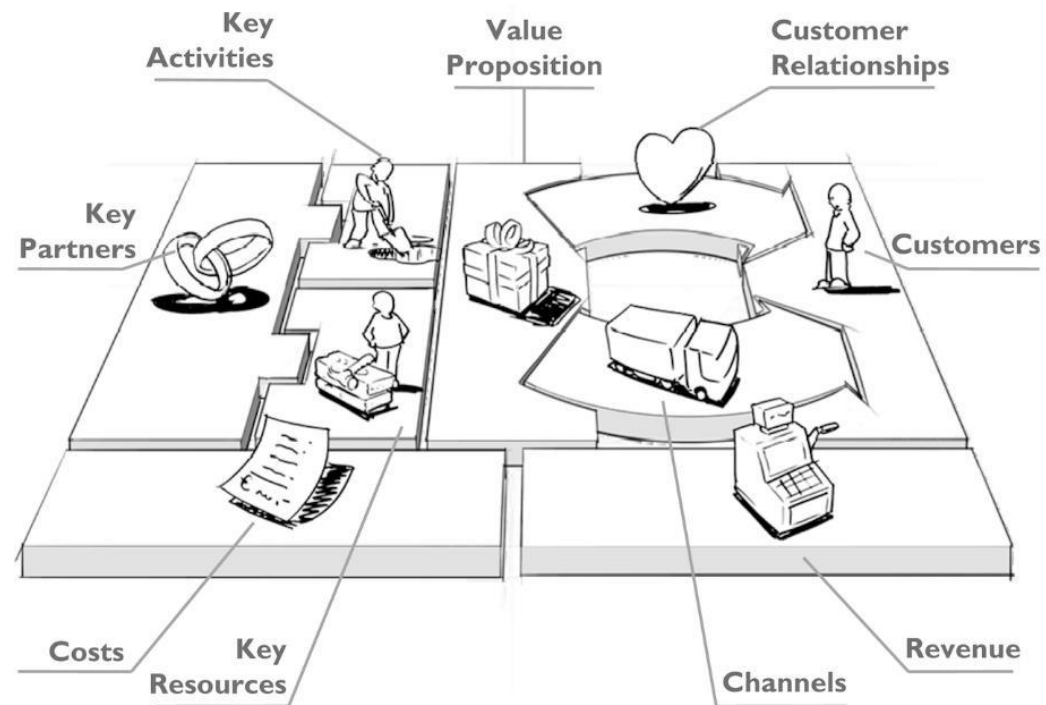 Key
Activities
Value
Proposition
Customer
Relationships
Key
Partners
Customers
Costs
Key
Resources
Channels
Revenue